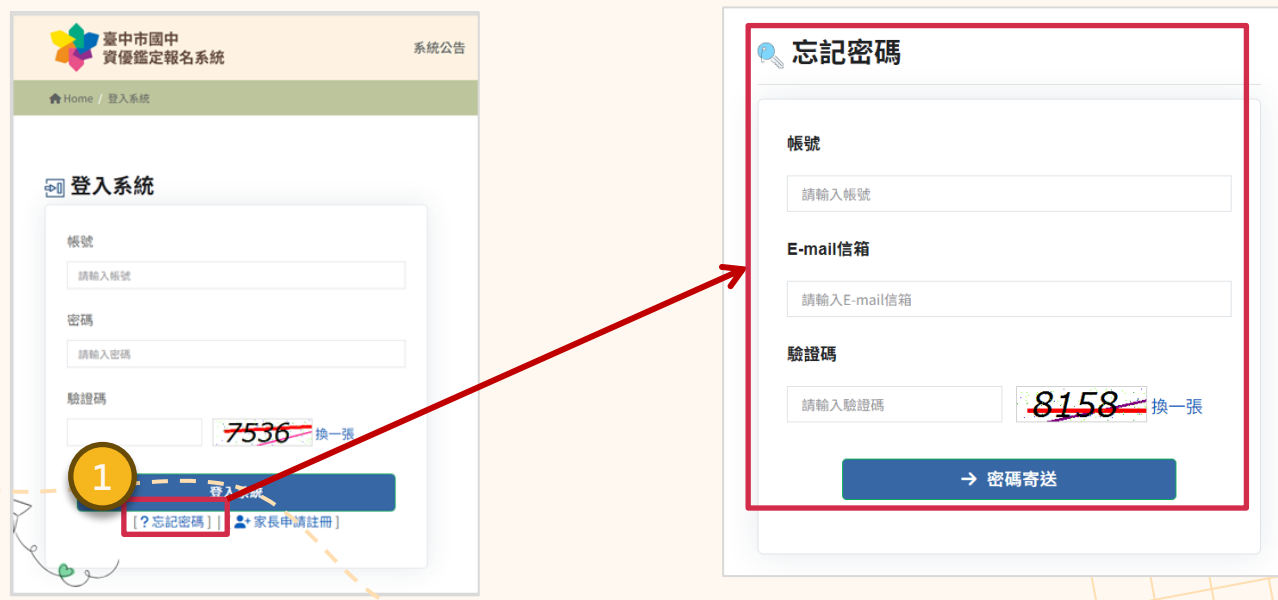 臺中市國中
資優鑑定報名系統
系統公告
Home / 登入系統
登入系統
帳號
請輸入帳號
密碼
請輸入密碼
驗證碼
7536 換一張
1
登入系統
[ ? 忘記密碼 ] | [ 家長申請註冊 ]
忘記密碼
帳號
請輸入帳號
E-mail信箱
請輸入E-mail信箱
驗證碼
請輸入驗證碼
8158 換一張
→ 密碼寄送